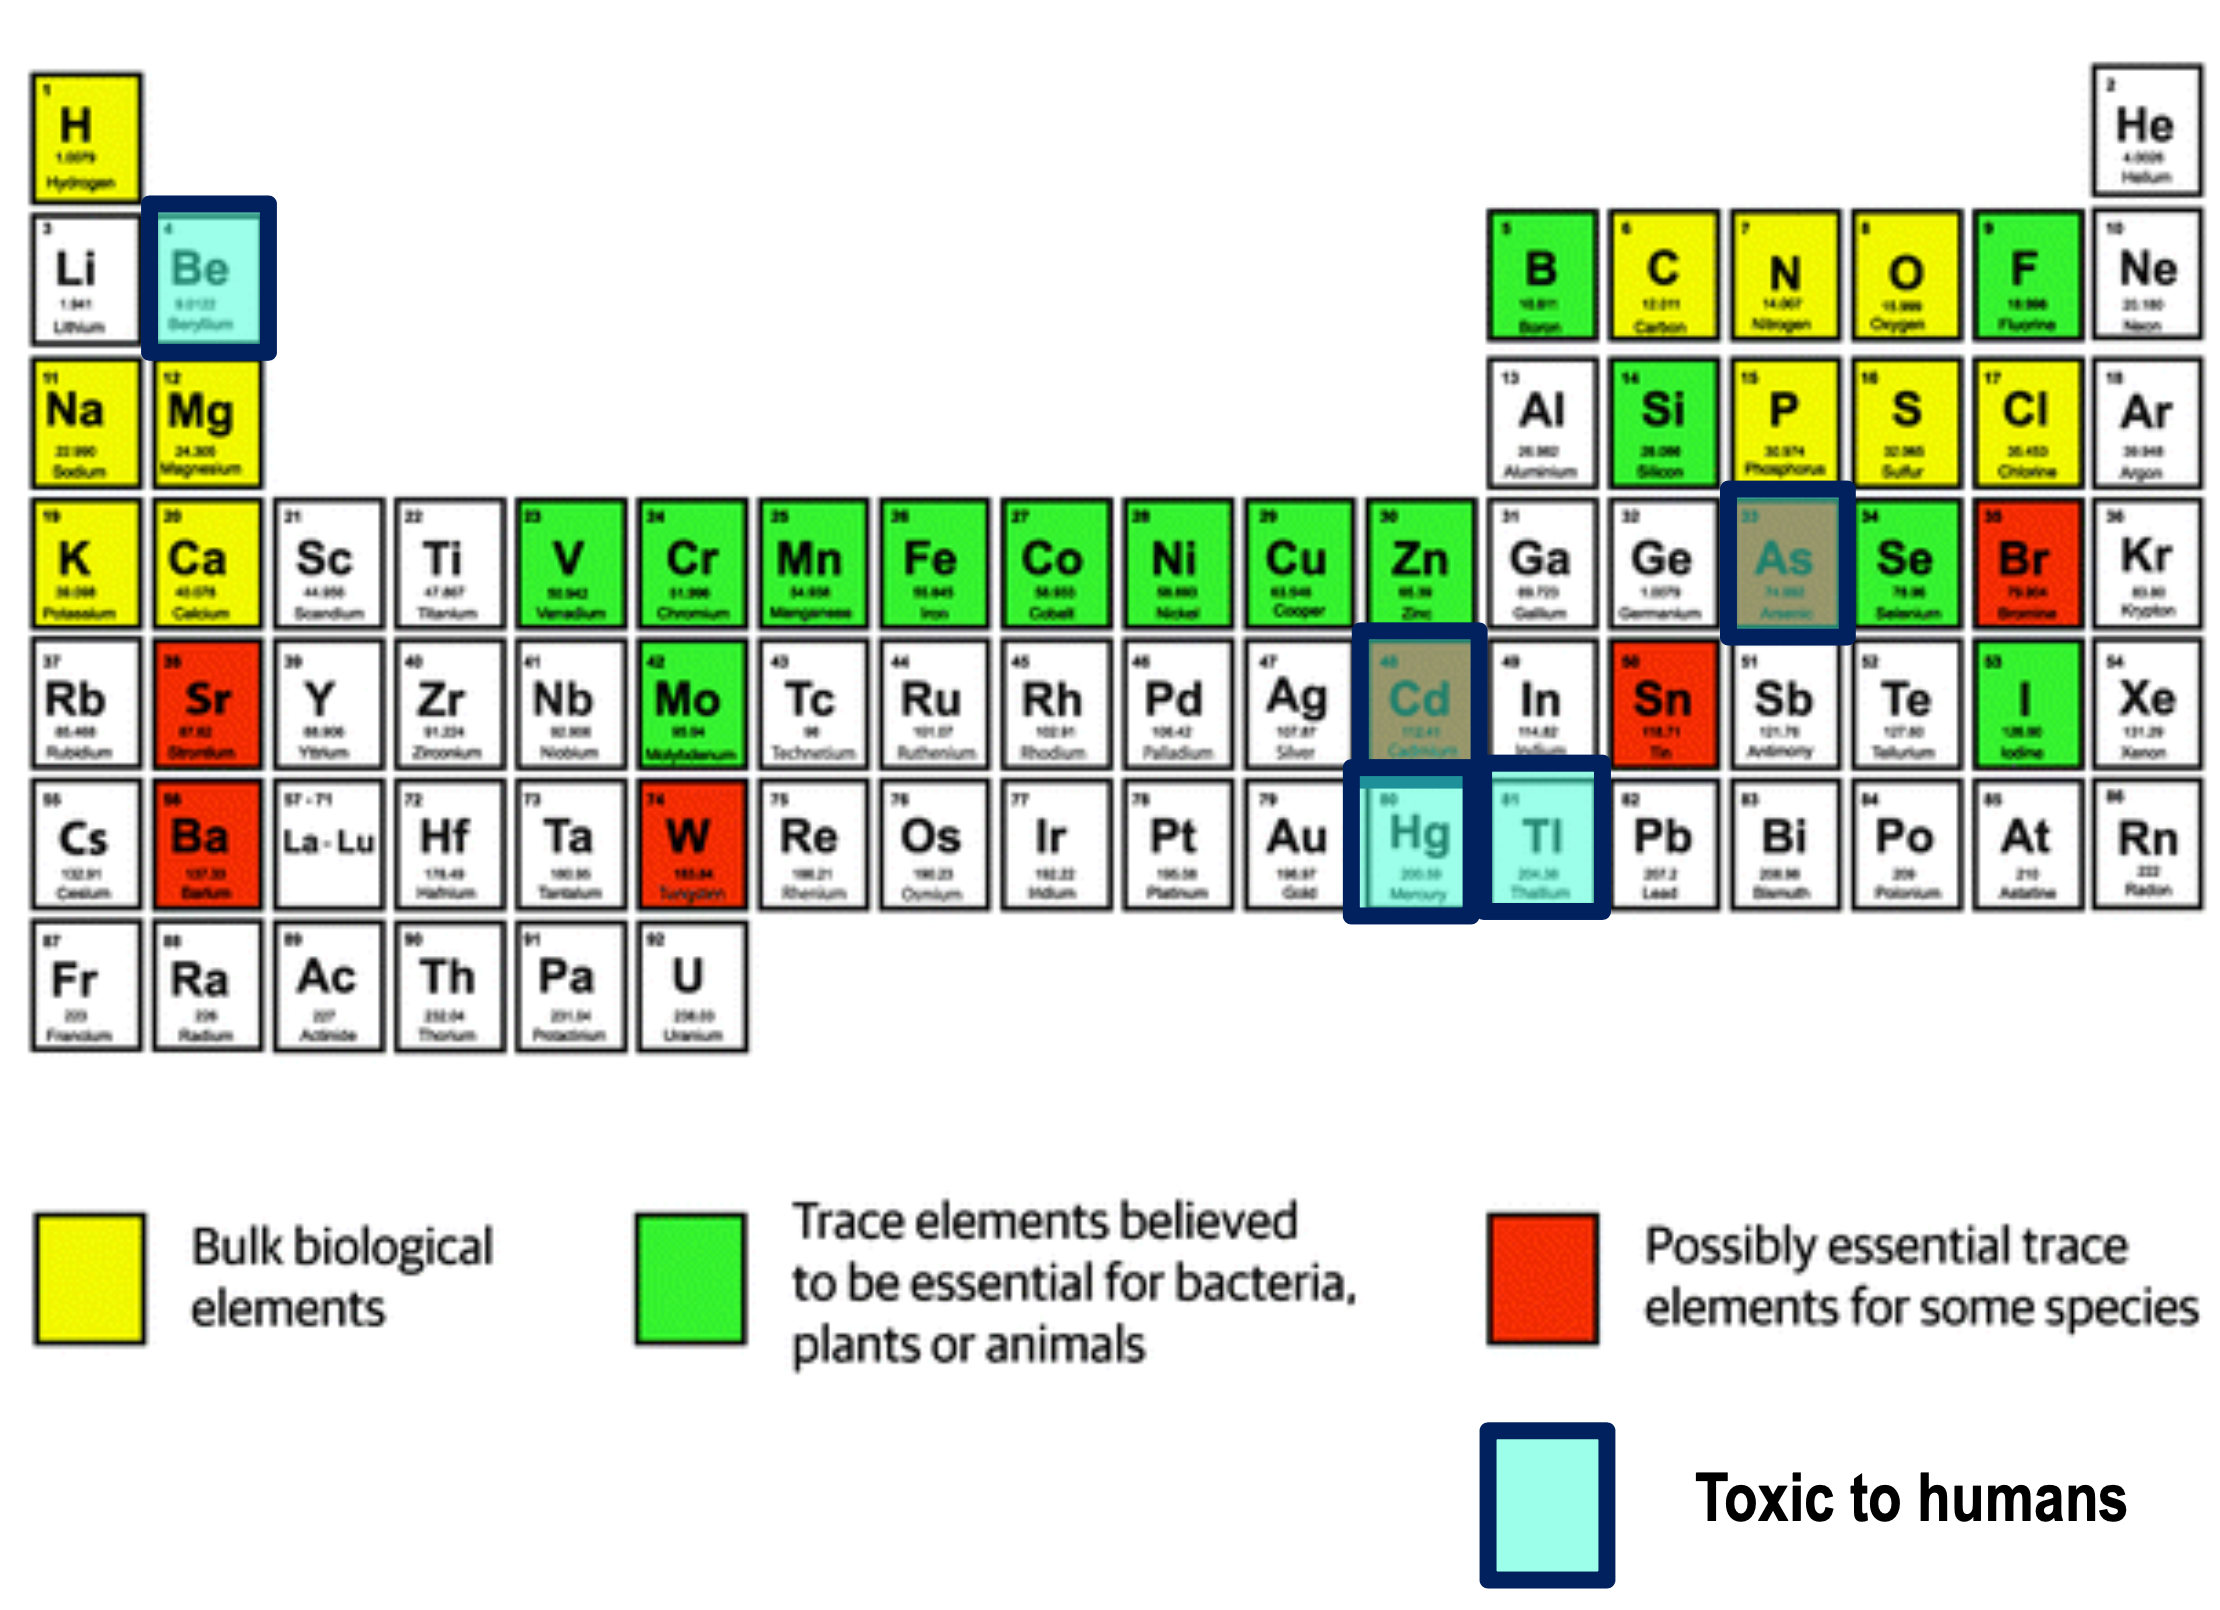 1
H
1.0079
Hydrogen
2
He
4.0026
Helium
3
Li
1.941
Lithium
4
Be
9.0122
Beryllium
5
B
10.811
Boron
6
C
12.011
Carbon
7
N
14.007
Nitrogen
8
O
15.999
Oxygen
9
F
18.998
Fluorine
10
Ne
20.180
Neon
11
Na
22.990
Sodium
12
Mg
24.305
Magnesium
13
Al
26.982
Aluminium
14
Si
28.086
Silicon
15
P
30.974
Phosphorus
16
S
32.065
Sulfur
17
Cl
35.453
Chlorine
18
Ar
39.948
Argon
19
K
39.098
Potassium
20
Ca
40.078
Calcium
21
Sc
44.956
Scandium
22
Ti
47.867
Titanium
23
V
50.942
Vanadium
24
Cr
51.996
Chromium
25
Mn
54.938
Manganese
26
Fe
55.845
Iron
27
Co
58.933
Cobalt
28
Ni
58.693
Nickel
29
Cu
63.546
Cooper
30
Zn
65.39
Zinc
31
Ga
69.723
Gallium
32
Ge
1.0079
Germanium
33
As
74.992
Arsenic
34
Se
78.96
Selenium
35
Br
79.904
Bromine
36
Kr
83.80
Krypton
37
Rb
85.468
Rubidium
38
Sr
87.62
Strontium
39
Y
88.906
Yttrium
40
Zr
91.224
Zirconium
41
Nb
92.906
Niobium
42
Mo
95.94
Molybdenum
43
Tc
98
Technetium
44
Ru
101.07
Ruthenium
45
Rh
102.91
Rhodium
46
Pd
106.42
Palladium
47
Ag
107.87
Silver
48
Cd
112.41
Cadmium
49
In
114.82
Indium
50
Sn
118.71
Tin
51
Sb
121.76
Antimony
52
Te
127.60
Tellurium
53
I
126.90
Iodine
54
Xe
131.29
Xenon
55
Cs
132.91
Cesium
56
Ba
137.33
Barium
57-71
La-Lu
72
Hf
178.49
Hafnium
73
Ta
180.95
Tantalum
74
W
183.84
Tungsten
75
Re
186.21
Rhenium
76
Os
190.23
Osmium
77
Ir
192.22
Iridium
78
Pt
195.08
Platinum
79
Au
196.97
Gold
80
Hg
200.59
Mercury
81
Tl
204.38
Thallium
82
Pb
207.2
Lead
83
Bi
208.98
Bismuth
84
Po
209
Polonium
85
At
210
Astatine
86
Rn
222
Radon
87
Fr
223
Francium
88
Ra
226
Radium
89
Ac
227
Actinide
90
Th
232.04
Thorium
91
Pa
231.04
92
U
238.03
Uranium
Bulk biological
elements
Trace elements believed
to be essential for bacteria,
plants or animals
Possibly essential trace
elements for some species
Toxic to humans